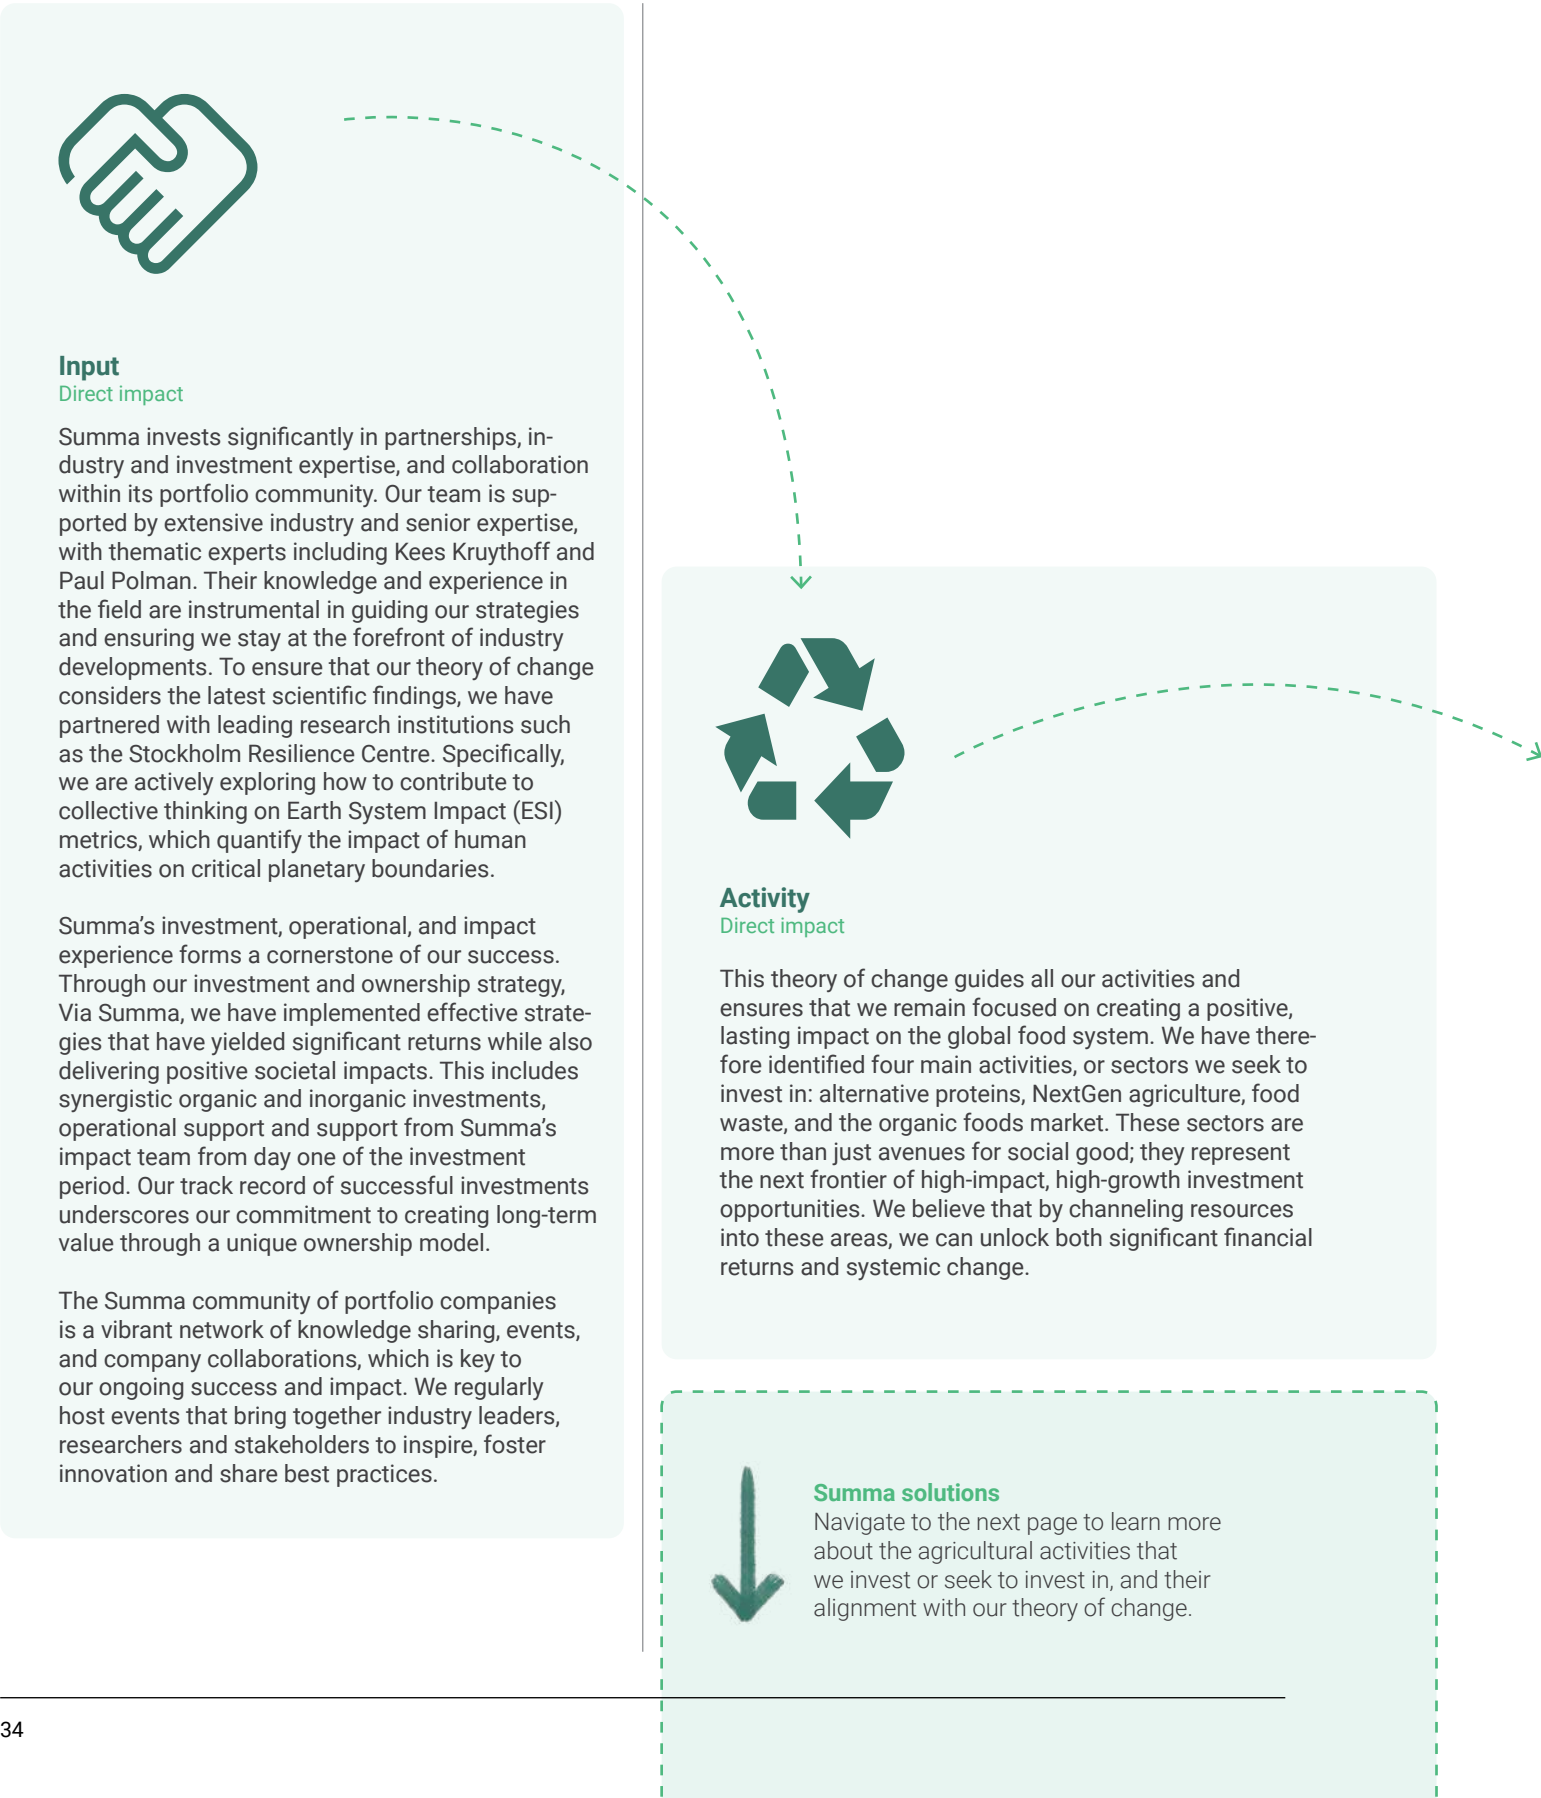 Input
Direct impact
Summa invests significantly in partnerships, in-
dustry and investment expertise, and collaboration
within its portfolio community. Our team is sup-
ported by extensive industry and senior expertise,
with thematic experts including Kees Kruythoff and
Paul Polman. Their knowledge and experience in
the field are instrumental in guiding our strategies
and ensuring we stay at the forefront of industry
developments. To ensure that our theory of change
considers the latest scientific findings, we have
partnered with leading research institutions such
as the Stockholm Resilience Centre. Specifically,
we are actively exploring how to contribute to
collective thinking on Earth System Impact (ESI)
metrics, which quantify the impact of human
activities on critical planetary boundaries.
Summa’s investment, operational, and impact
experience forms a cornerstone of our success.
Through our investment and ownership strategy,
Via Summa, we have implemented effective strate-
gies that have yielded significant returns while also
delivering positive societal impacts. This includes
synergistic organic and inorganic investments,
operational support and support from Summa’s
impact team from day one of the investment
period. Our track record of successful investments
underscores our commitment to creating long-term
value through a unique ownership model.
The Summa community of portfolio companies
is a vibrant network of knowledge sharing, events,
and company collaborations, which is key to
our ongoing success and impact. We regularly
host events that bring together industry leaders,
researchers and stakeholders to inspire, foster
innovation and share best practices.
Activity
Direct impact
This theory of change guides all our activities and
ensures that we remain focused on creating a positive,
lasting impact on the global food system. We have there-
fore identified four main activities, or sectors we seek to
invest in: alternative proteins, NextGen agriculture, food
waste, and the organic foods market. These sectors are
more than just avenues for social good; they represent
the next frontier of high-impact, high-growth investment
opportunities. We believe that by channeling resources
into these areas, we can unlock both significant financial
returns and systemic change.
Summa solutions
Navigate to the next page to learn more
about the agricultural activities that
we invest or seek to invest in, and their
alignment with our theory of change.
34